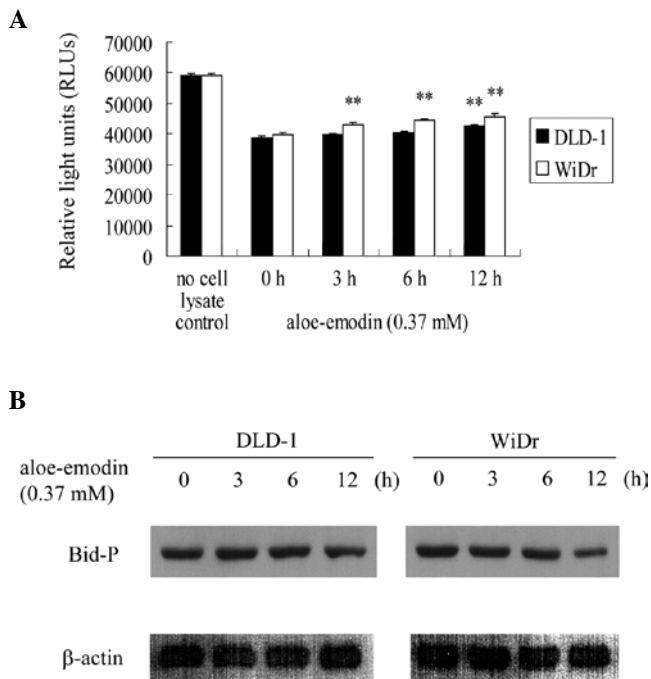 A
Relative light units (RLUs)
70000
60000
50000
40000
30000
20000
10000
0
**
**
** **
DLD-1
WiDr
no cell
lysate
control
0 h 3 h 6 h 12 h
aloe-emodin (0.37 mM)
B
DLD-1 WiDr
aloe-emodin
(0.37 mM)
0 3 6 12 (h) 0 3 6 12 (h)
Bid-P
β-actin